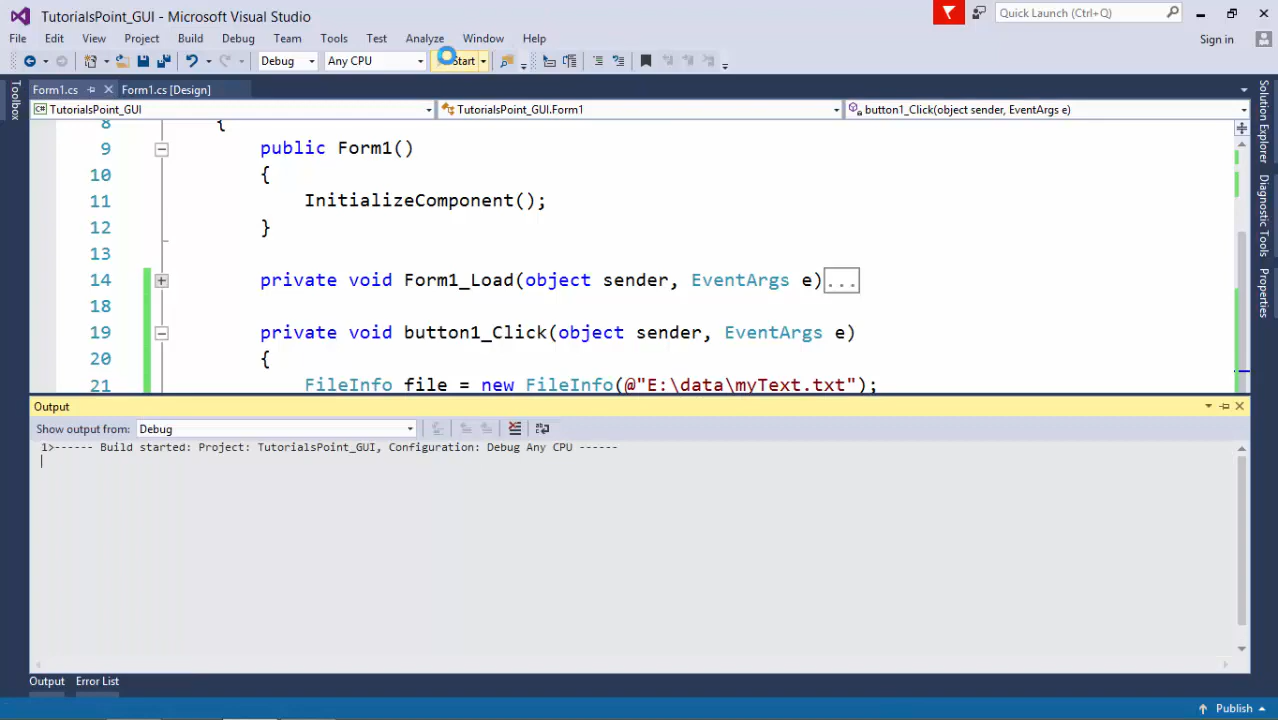 TutorialsPoint_GUI - Microsoft Visual Studio
Quick Launch (Ctrl+Q)
File Edit View Project Build Debug Team Tools Test Analyze Window Help
Sign in
Debug Any CPU Start
Form1.cs Form1.cs [Design]
TutorialsPoint_GUI TutorialsPoint_GUI.Form1 button1_Click(object sender, EventArgs e)
Toolbox
Solution Explorer
Diagnostic Tools
Properties
8 {
9 public Form1()
10 {
11 InitializeComponent();
12 }
13
14 private void Form1_Load(object sender, EventArgs e)...
18
19 private void button1_Click(object sender, EventArgs e)
20 {
21 FileInfo file = new FileInfo(@"E:\data\myText.txt");
Output
Show output from: Debug
1>------ Build started: Project: TutorialsPoint_GUI, Configuration: Debug Any CPU ------
Output Error List
Publish